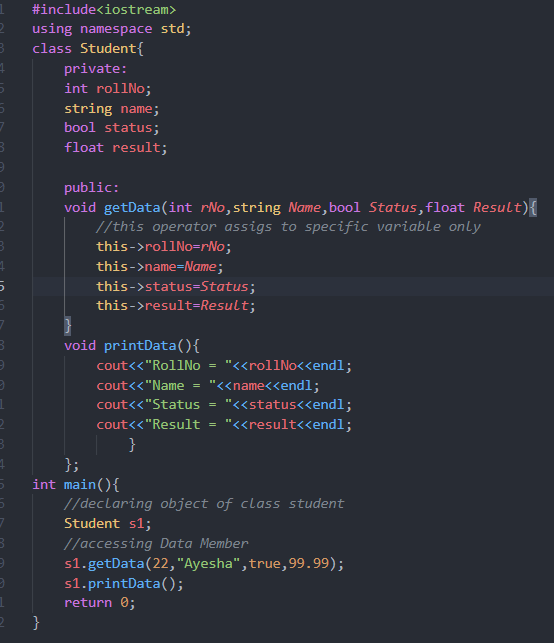 #include<iostream>
using namespace std;
class Student{
private:
int rollNo;
string name;
bool status;
float result;
public:
void getData(int rNo,string Name,bool Status,float Result){
//this operator assigs to specific variable only
this->rollNo=rNo;
this->name=Name;
this->status=Status;
this->result=Result;
}
void printData(){
cout<<"RollNo = "<<rollNo<<endl;
cout<<"Name = "<<name<<endl;
cout<<"Status = "<<status<<endl;
cout<<"Result = "<<result<<endl;
}
};
int main(){
//declaring object of class student
Student s1;
//accessing Data Member
s1.getData(22,"Ayesha",true,99.99);
s1.printData();
return 0;
}